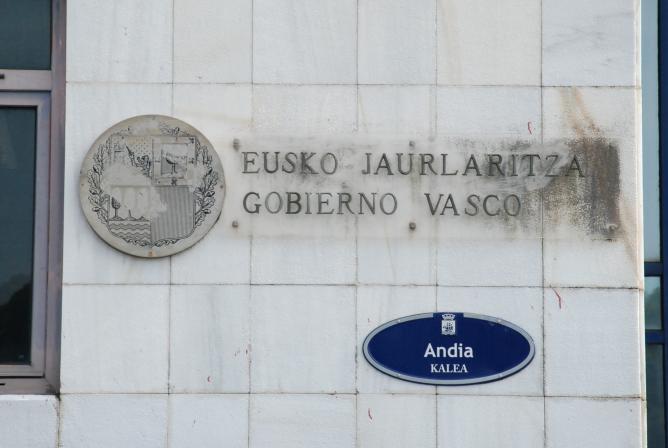 EUSKO JAURLARITZA
GOBIERNO VASCO
Andia
KALEA